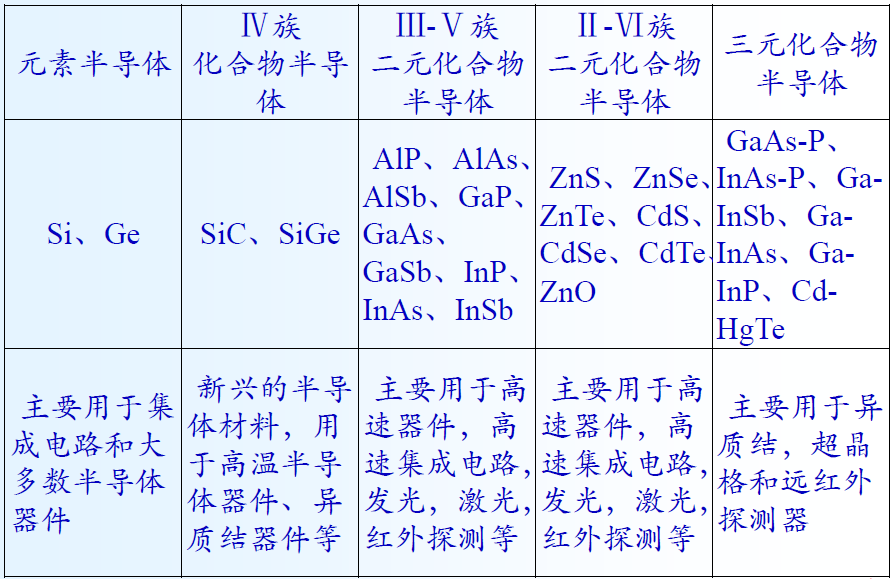 元素半导体
Ⅳ族
化合物半导
体
Ⅲ-Ⅴ族
二元化合物
半导体
Ⅱ-Ⅵ族
二元化合物
半导体
三元化合物
半导体
Si、Ge
SiC、SiGe
AlP、AlAs、
AlSb、GaP、
GaAs、
GaSb、InP、
InAs、InSb
ZnS、ZnSe、
ZnTe、CdS、
CdSe、CdTe、
ZnO
GaAs-P、
InAs-P、Ga-
InSb、Ga-
InAs、Ga-
InP、Cd-
HgTe
主要用于集
成电路和大
多数半导体
器件
新兴的半导
体材料，用
于高温半导
体器件、异
质结器件等
主要用于高
速器件，高
速集成电路，
发光，激光，
红外探测等
主要用于高
速器件，高
速集成电路，
发光，激光，
红外探测等
主要用于异
质结，超晶
格和远红外
探测器